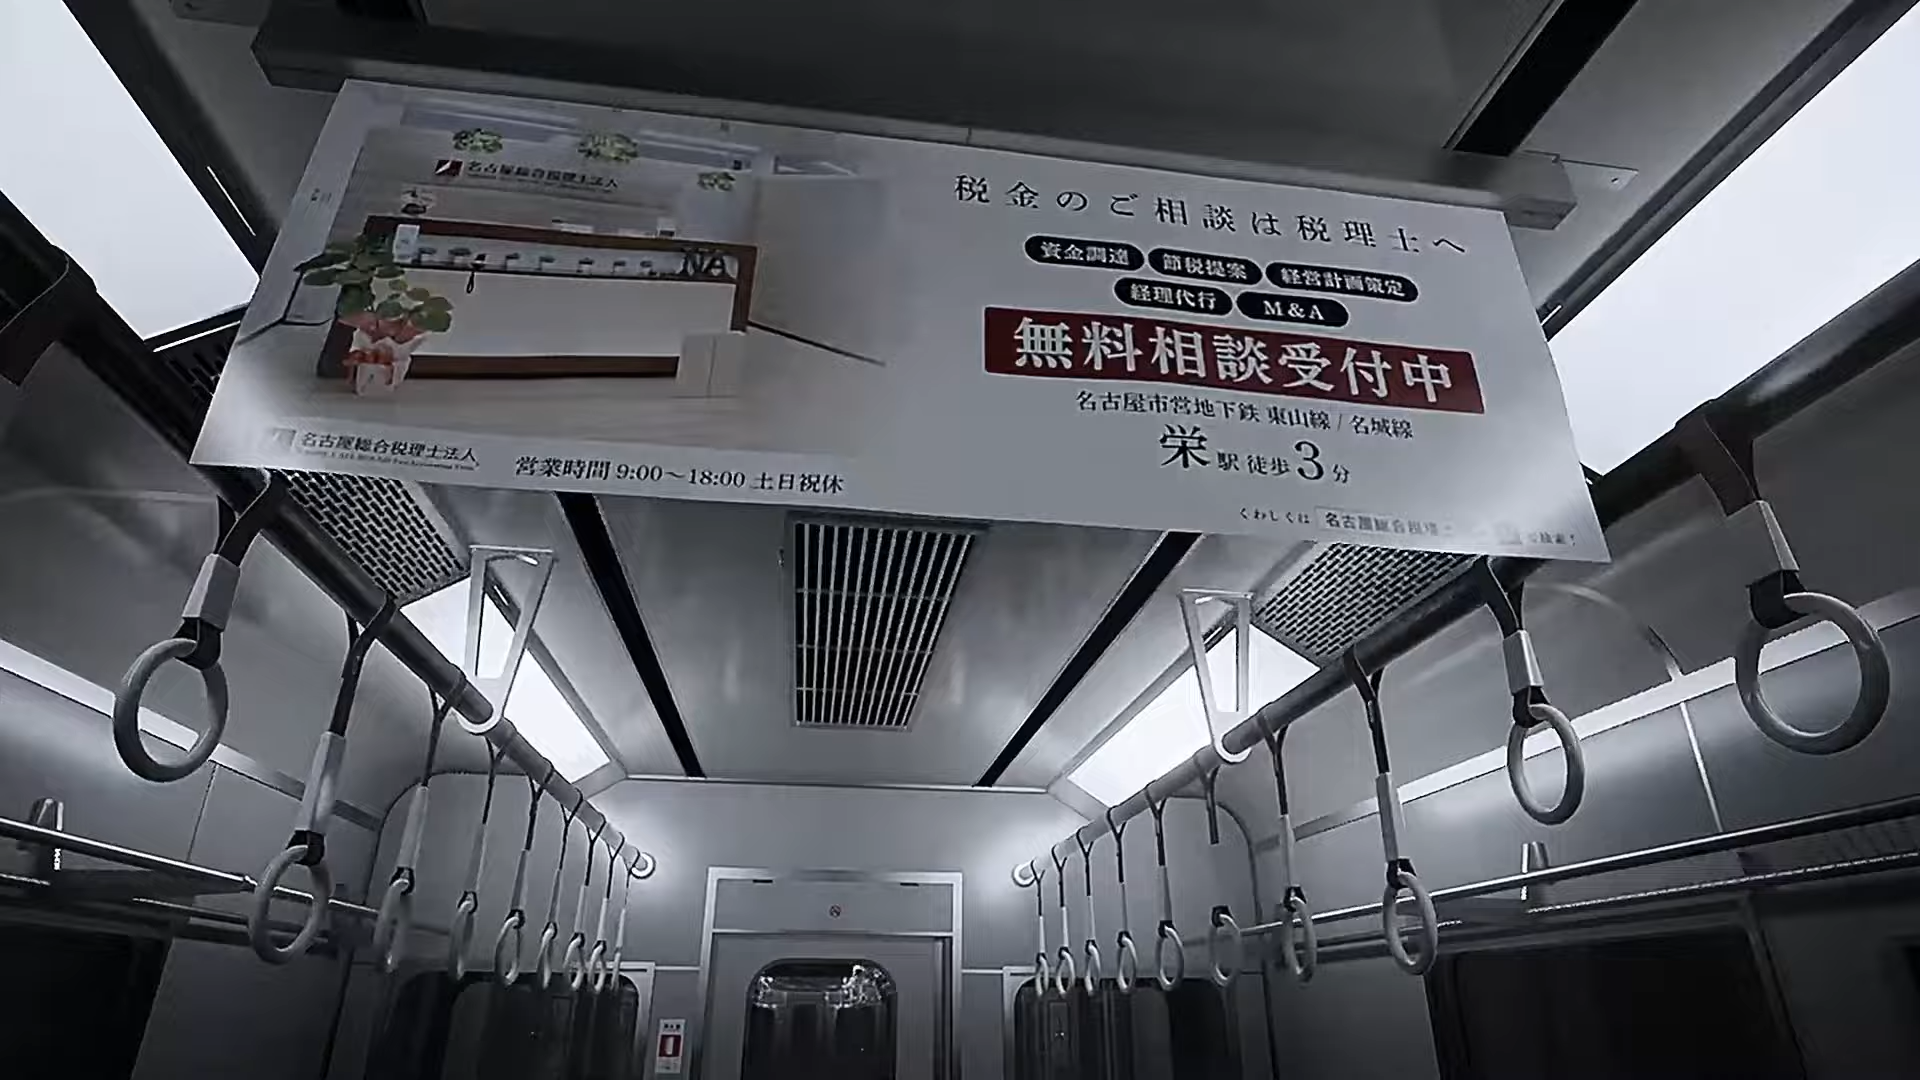 名古屋総合税理士法人
NA
税金のご相談は税理士へ
資金調達 節税提案 経営計画策定
経理代行 M&A
無料相談受付中
名古屋市営地下鉄 東山線 / 名城線
栄駅 徒歩3分
名古屋総合税理士法人
営業時間 9:00〜18:00 土日祝休
くわしくは 名古屋総合税理